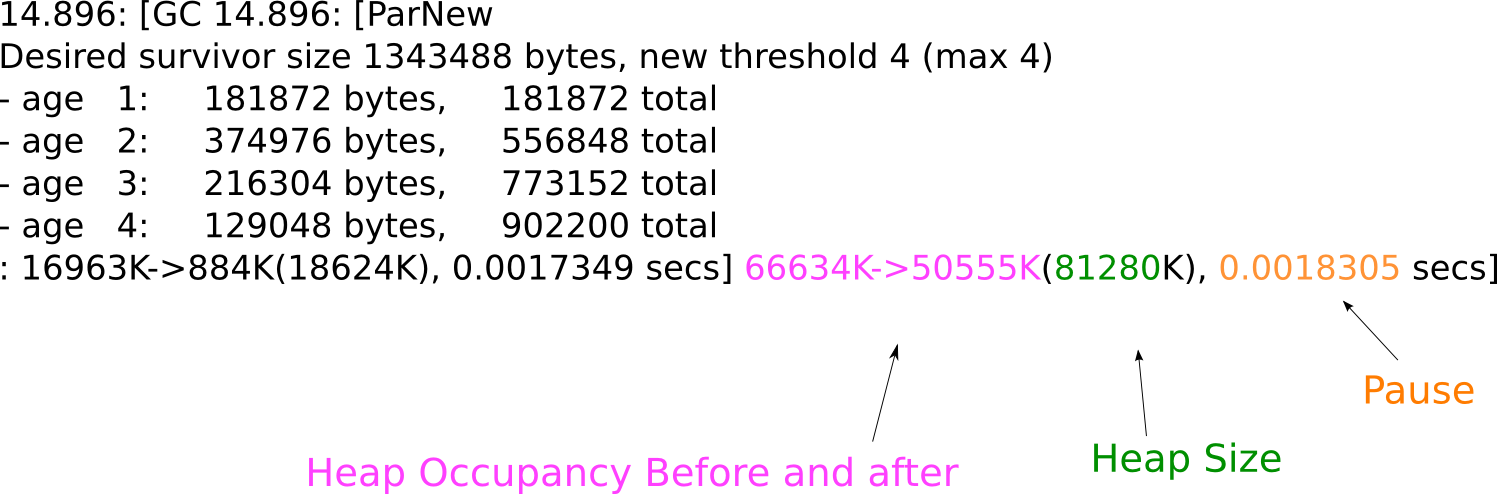 14.896: [GC 14.896: [ParNew
Desired survivor size 1343488 bytes, new threshold 4 (max 4)
- age   1:     181872 bytes,     181872 total
- age   2:     374976 bytes,     556848 total
- age   3:     216304 bytes,     773152 total
- age   4:     129048 bytes,     902200 total
: 16963K->884K(18624K), 0.0017349 secs] 66634K->50555K(81280K), 0.0018305 secs]
Pause
Heap Size
Heap Occupancy Before and after